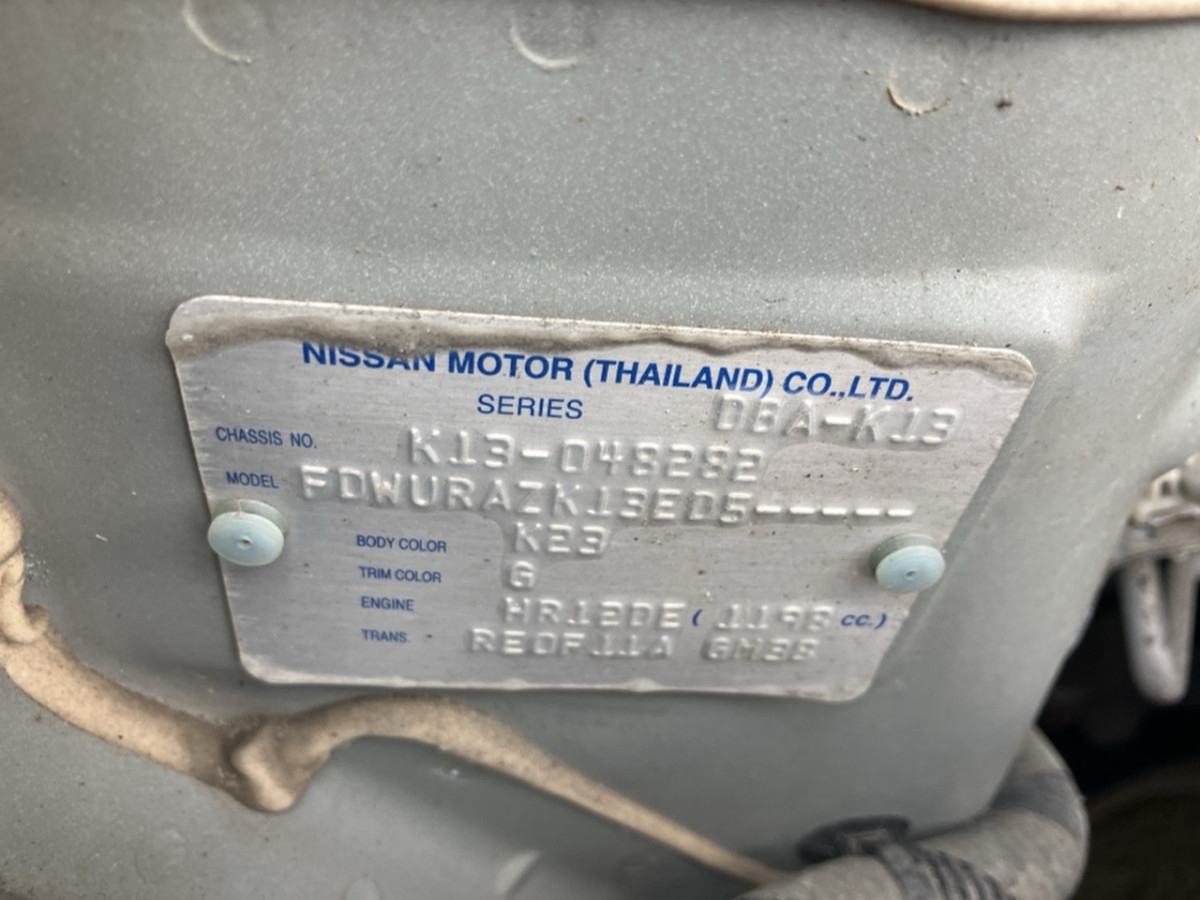 NISSAN MOTOR (THAILAND) CO.,LTD.
SERIES DBA-K13
CHASSIS NO. K13-048282
MODEL FDWURAZK13ED5-----
BODY COLOR K23
TRIM COLOR G
ENGINE HR12DE ( 1198 cc.)
TRANS. RE0F11A GM38